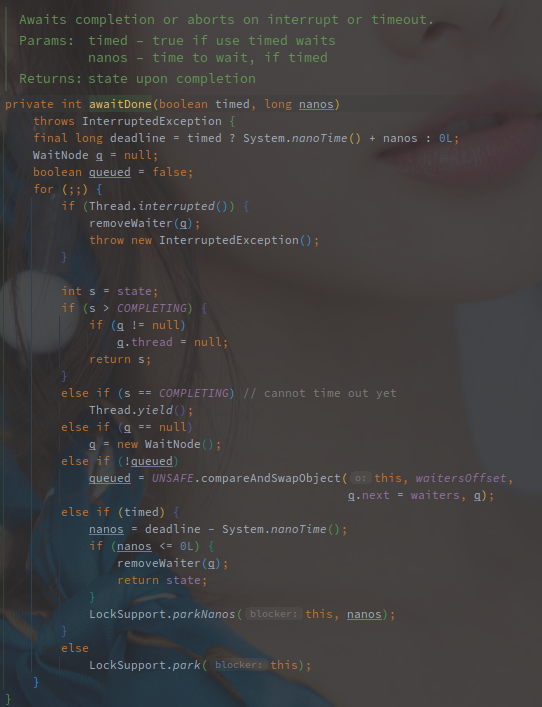 Awaits completion or aborts on interrupt or timeout.
Params: timed – true if use timed waits
nanos – time to wait, if timed
Returns: state upon completion
private int awaitDone(boolean timed, long nanos)
    throws InterruptedException {
    final long deadline = timed ? System.nanoTime() + nanos : 0L;
    WaitNode q = null;
    boolean queued = false;
    for (;;) {
        if (Thread.interrupted()) {
            removeWaiter(q);
            throw new InterruptedException();
        }
        int s = state;
        if (s > COMPLETING) {
            if (q != null)
                q.thread = null;
            return s;
        }
        else if (s == COMPLETING) // cannot time out yet
            Thread.yield();
        else if (q == null)
            q = new WaitNode();
        else if (!queued)
            queued = UNSAFE.compareAndSwapObject( o: this, waitersOffset,
                                                 q.next = waiters, q);
        else if (timed) {
            nanos = deadline - System.nanoTime();
            if (nanos <= 0L) {
                removeWaiter(q);
                return state;
            }
            LockSupport.parkNanos( blocker: this, nanos);
        }
        else
            LockSupport.park( blocker: this);
    }
}